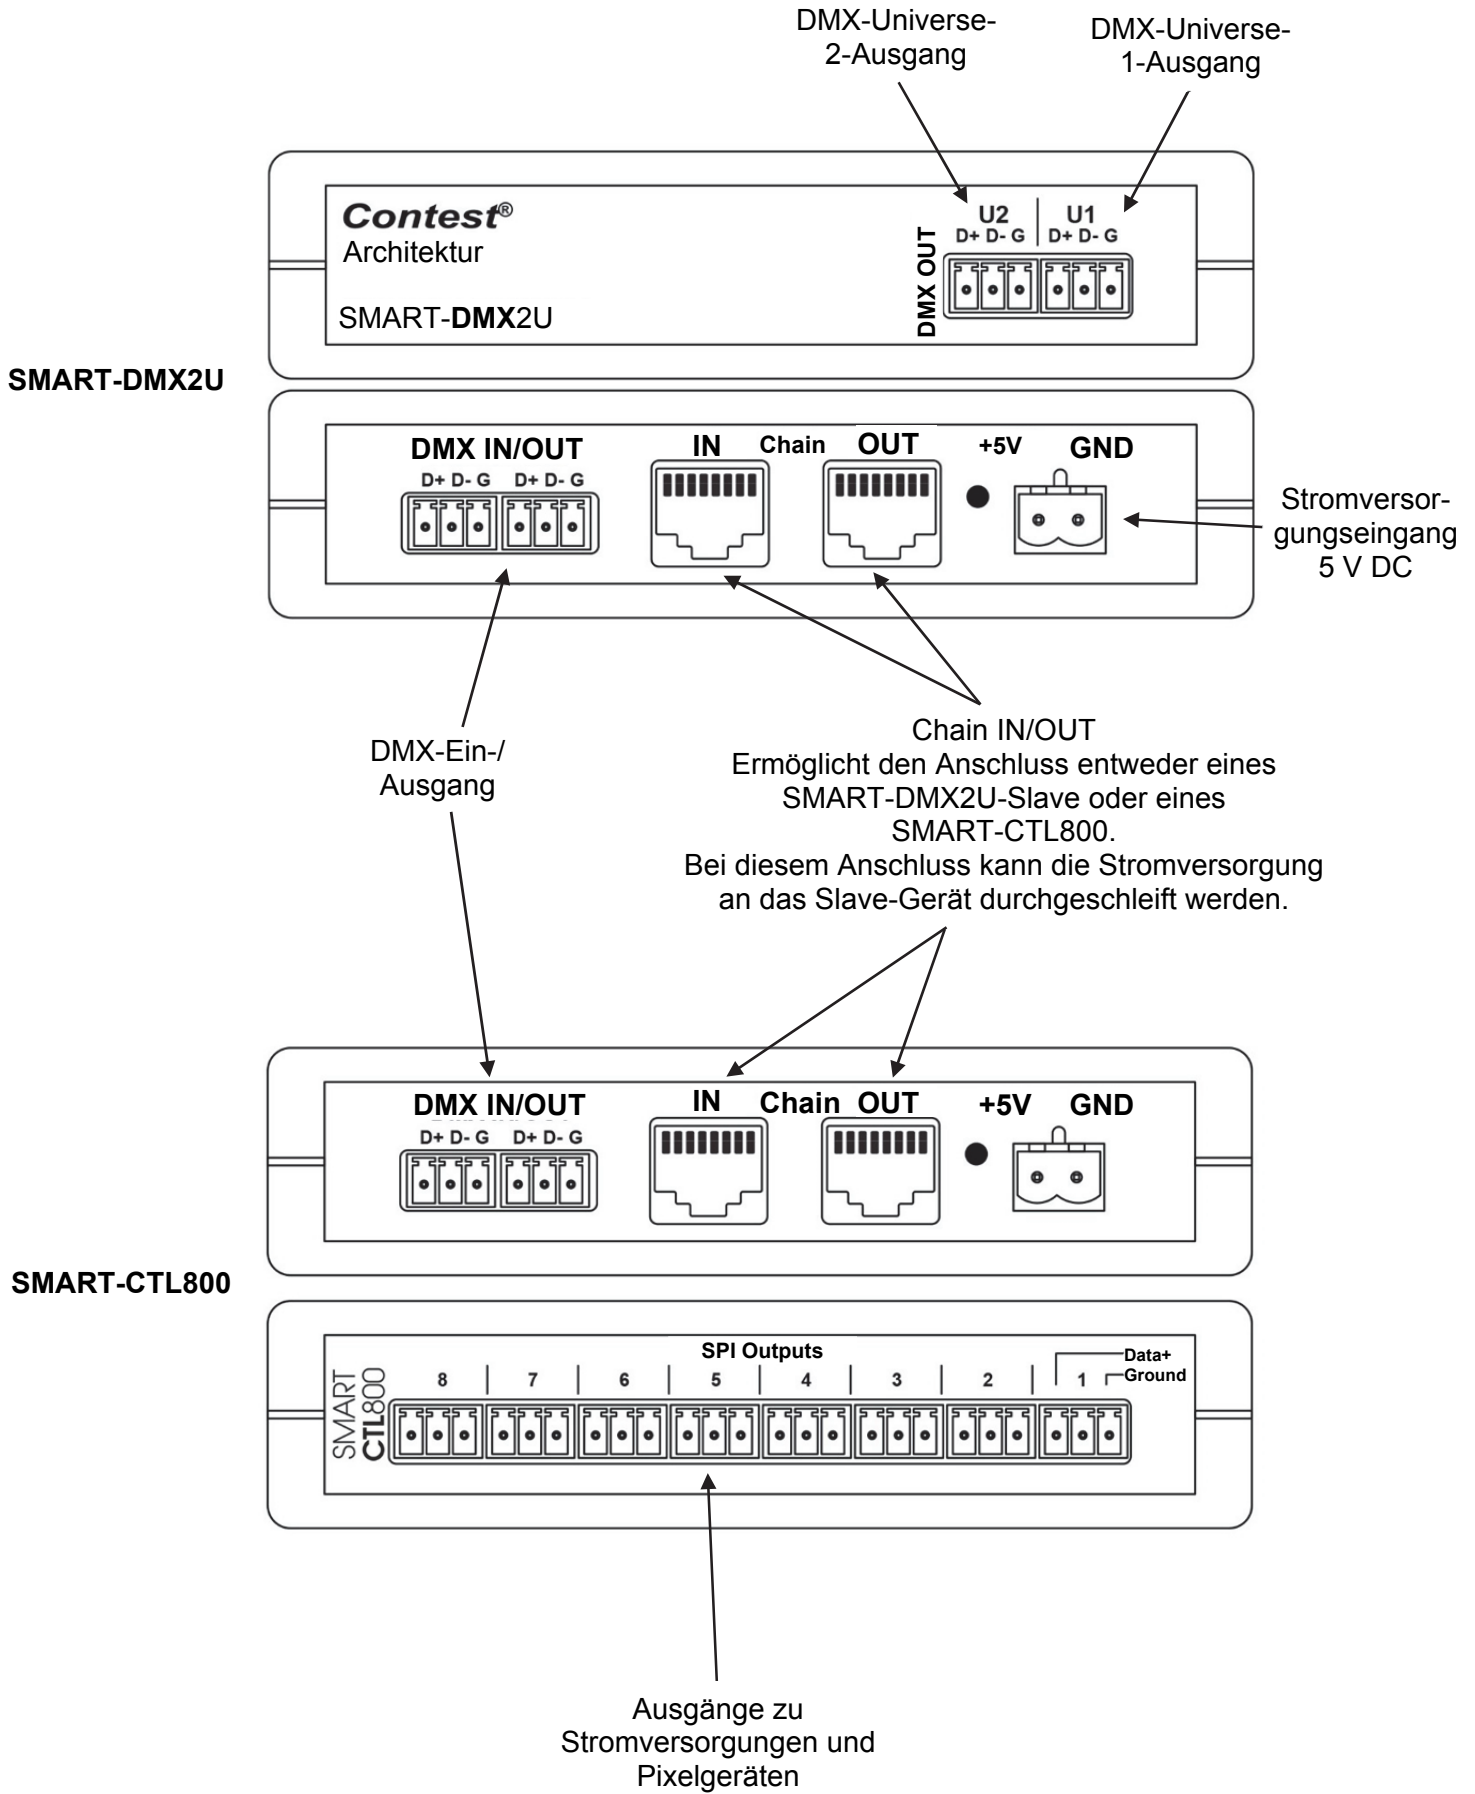 DMX-Universe-
2-Ausgang
DMX-Universe-
1-Ausgang
Contest®
Architektur
SMART-DMX2U
DMX OUT
U2 U1
D+ D- G D+ D- G
SMART-DMX2U
DMX IN/OUT IN Chain OUT +5V GND
D+ D- G D+ D- G
Stromversor-
gungseingang
5 V DC
DMX-Ein-/
Ausgang
Chain IN/OUT
Ermöglicht den Anschluss entweder eines
SMART-DMX2U-Slave oder eines
SMART-CTL800.
Bei diesem Anschluss kann die Stromversorgung
an das Slave-Gerät durchgeschleift werden.
DMX IN/OUT IN Chain OUT +5V GND
D+ D- G D+ D- G
SMART-CTL800
SMART
CTL800
SPI Outputs
8 7 6 5 4 3 2 1
Data+
Ground
Ausgänge zu
Stromversorgungen und
Pixelgeräten